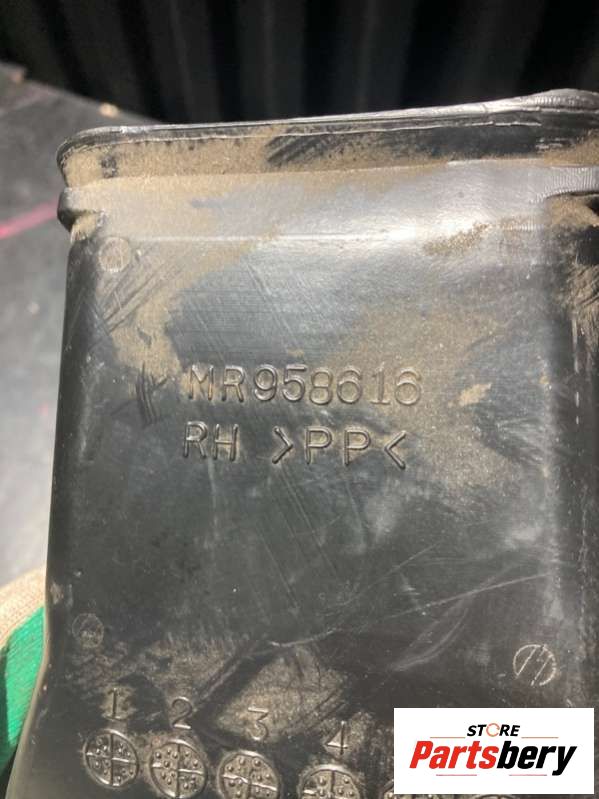 MR958616
RH >PP<
1 2 3 4
STORE
Partsbery